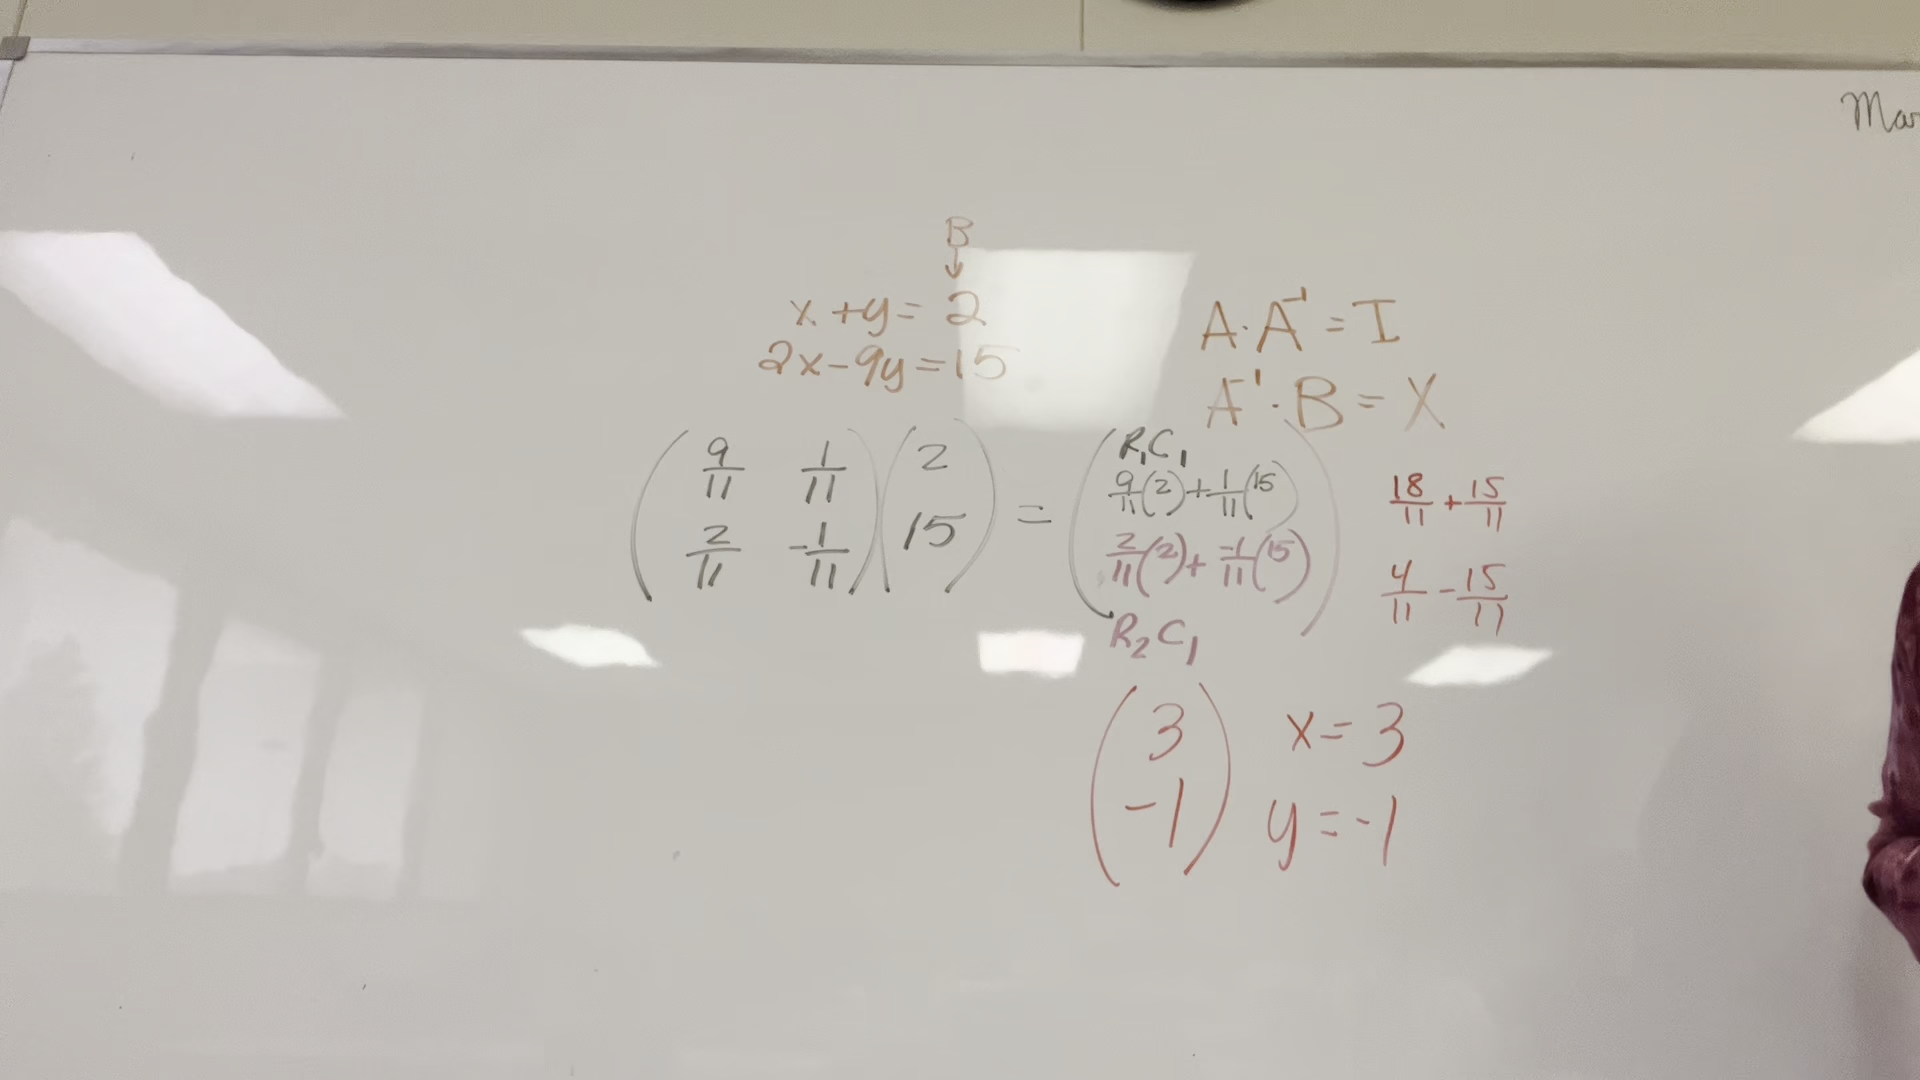 Mar
B
↓
x+y=2
2x-9y=15
A·A⁻¹=I
A⁻¹·B=X
(9/11 1/11)(2) = (R₁C₁ 9/11(2)+1/11(15) 18/11+15/11
(2/11 -1/11)(15) 2/11(2)+-1/11(15)) 4/11-15/11
R₂C₁
(3) x=3
(-1) y=-1